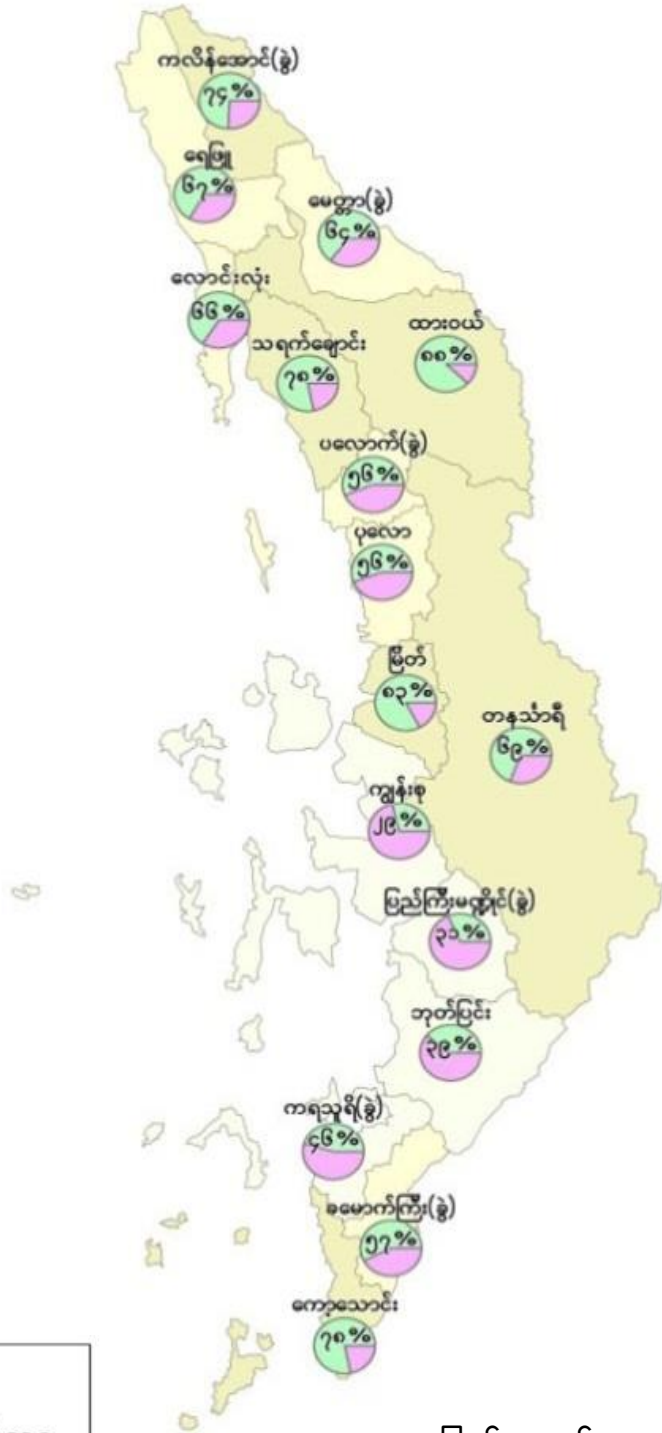 ကလိန်အောင်(ခွဲ)
၇၄%
ရေဖြူ
၆၇%
မေတ္တာ(ခွဲ)
၆၄%
လောင်းလုံး
၆၆%
ထားဝယ်
၈၈%
သရက်ချောင်း
၇၈%
ပလောက်(ခွဲ)
၅၆%
ပုလော
၅၆%
မြိတ်
၈၃%
တနင်္သာရီ
၆၉%
ကျွန်းစု
၂၉%
ပြည်ကြီးမဏ္ဍိုင်(ခွဲ)
၃၁%
ဘုတ်ပြင်း
၃၉%
ကရသူရိ(ခွဲ)
၄၆%
ခမောက်ကြီး(ခွဲ)
၅၇%
ကော့သောင်း
၇၈%